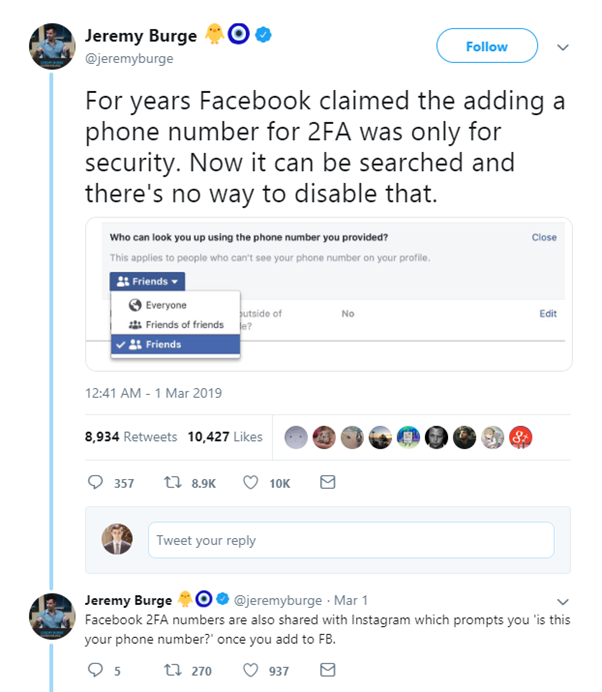 Jeremy Burge
@jeremyburge
Follow
For years Facebook claimed the adding a
phone number for 2FA was only for
security. Now it can be searched and
there's no way to disable that.
Who can look you up using the phone number you provided?
Close
This applies to people who can't see your phone number on your profile.
Friends
Everyone
Friends of friends
Friends
outside of
e?
No
Edit
12:41 AM - 1 Mar 2019
8,934 Retweets 10,427 Likes
357 8.9K 10K
Tweet your reply
Jeremy Burge @jeremyburge · Mar 1
Facebook 2FA numbers are also shared with Instagram which prompts you 'is this
your phone number?' once you add to FB.
5 270 937